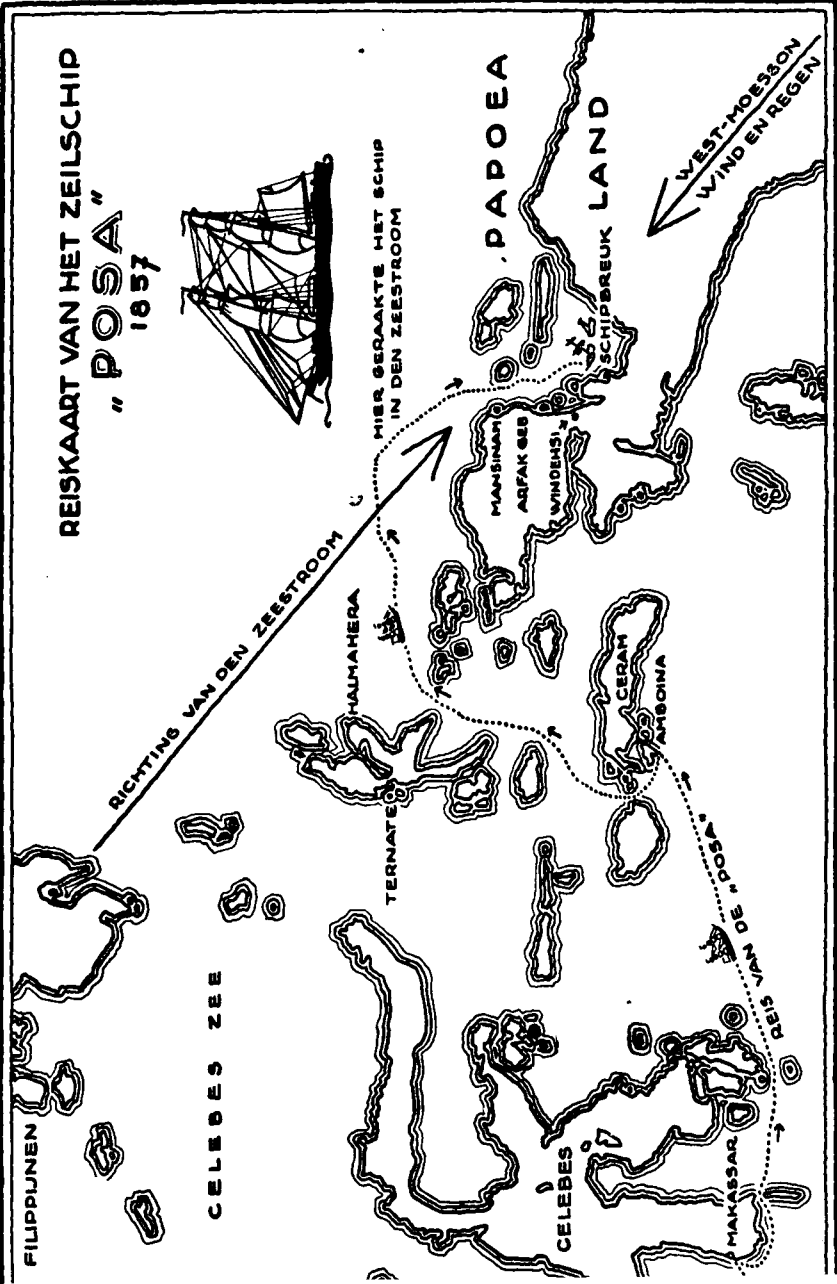 REISKAART VAN HET ZEILSCHIP
„POSA”
1857
FILIPPIJNEN
RICHTING VAN DEN ZEESTROOM
HIER GERAAKTE HET SCHIP
IN DEN ZEESTROOM
CELEBES ZEE
HALMAHERA
TERNATE
PAPOEA
LAND
MANSINAM
ARFAK GEB
WINDEHSI
SCHIPBREUK
WEST-MOESSON
WIND EN REGEN
CERAM
AMBOINA
CELEBES
MAKASSAR
REIS VAN DE „POSA”